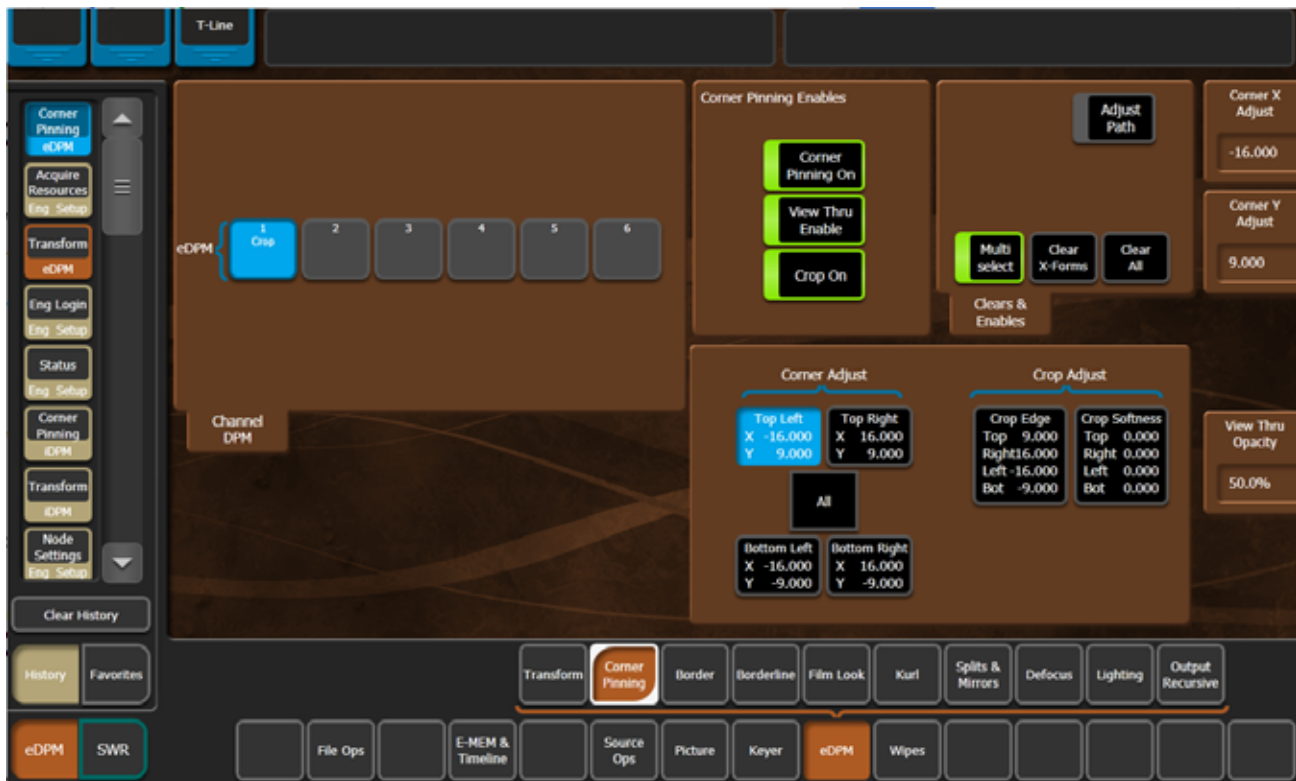 T-Line
Corner
Pinning
eDPM
Acquire
Resources
Eng Setup
Transform
eDPM
Eng Login
Eng Setup
Status
Eng Setup
Corner
Pinning
iDPM
Transform
iDPM
Node
Settings
Eng Setup
Clear History
History
Favorites
eDPM
SWR
eDPM
1
Crop
2
3
4
5
6
Channel
DPM
Corner Pinning Enables
Corner
Pinning On
View Thru
Enable
Crop On
Adjust
Path
Multi
select
Clear
X-Forms
Clear
All
Clears &
Enables
Corner X
Adjust
-16.000
Corner Y
Adjust
9.000
Corner Adjust
Top Left
X -16.000
Y 9.000
Top Right
X 16.000
Y 9.000
All
Bottom Left
X -16.000
Y -9.000
Bottom Right
X 16.000
Y -9.000
Crop Adjust
Crop Edge
Top 9.000
Right16.000
Left -16.000
Bot -9.000
Crop Softness
Top 0.000
Right 0.000
Left 0.000
Bot 0.000
View Thru
Opacity
50.0%
Transform
Corner
Pinning
Border
Borderline
Film Look
Kurl
Splits &
Mirrors
Defocus
Lighting
Output
Recursive
File Ops
E-MEM &
Timeline
Source
Ops
Picture
Keyer
eDPM
Wipes